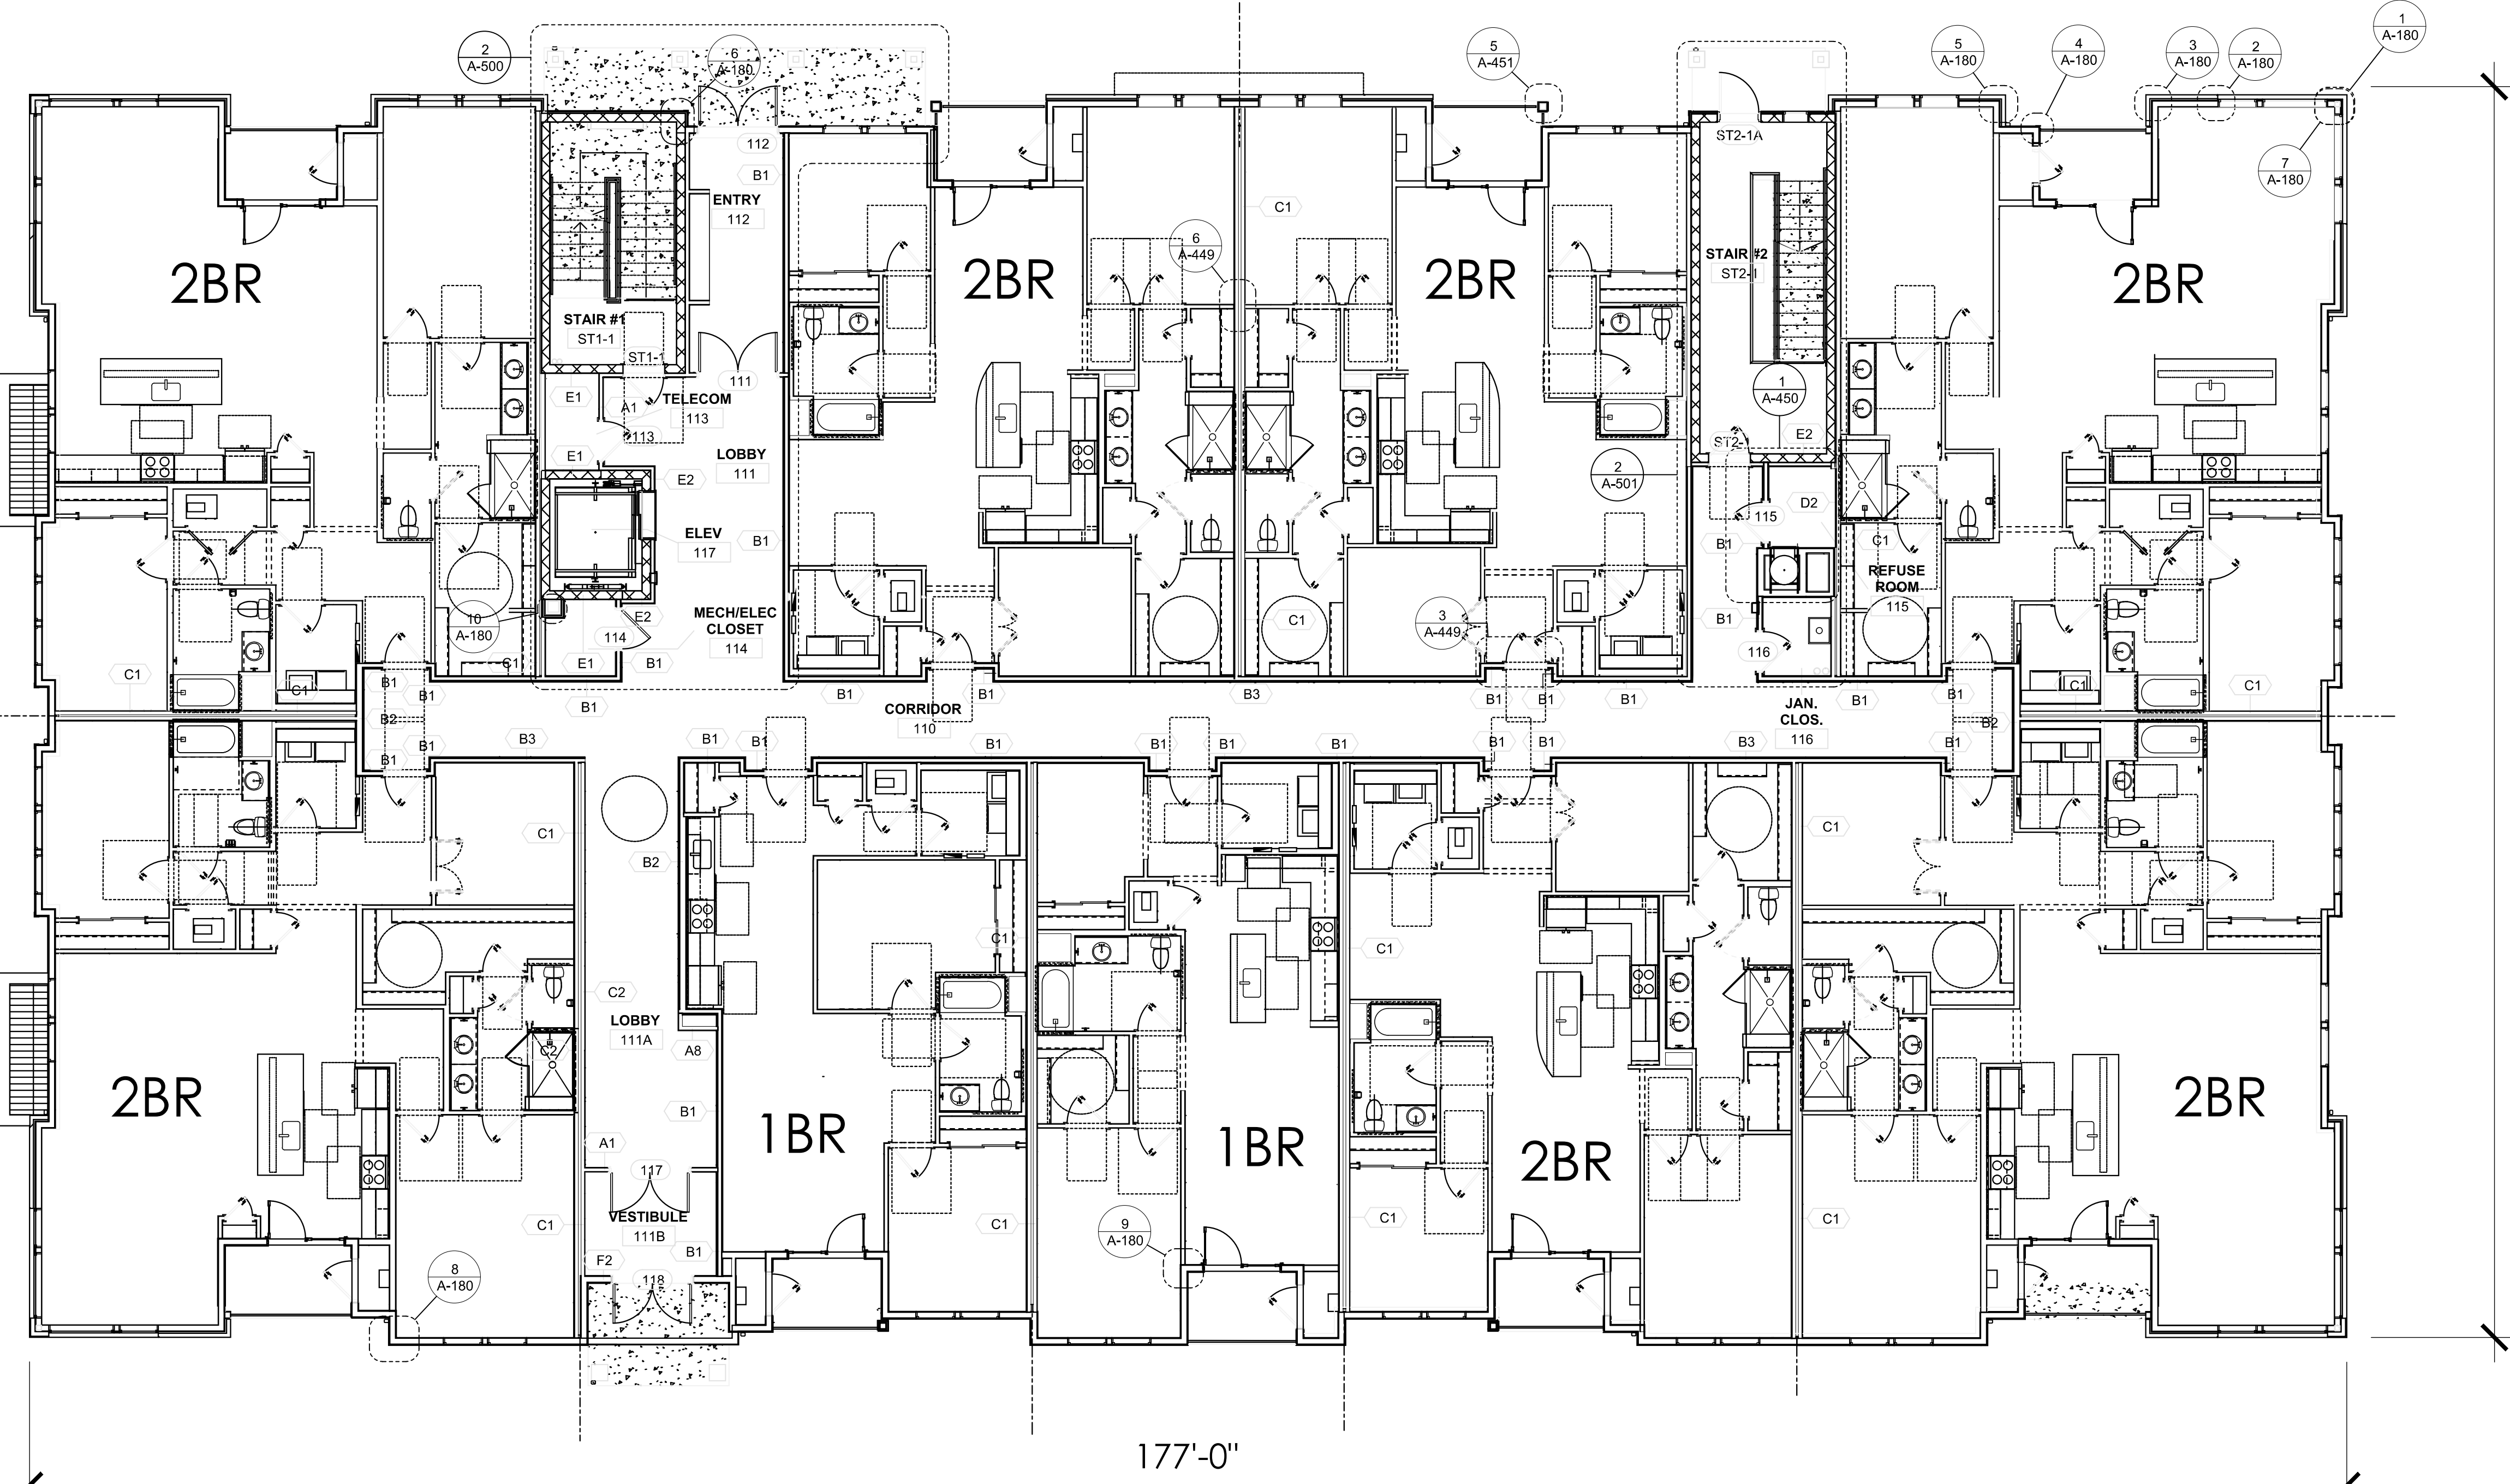 1
A-180
2
A-500
6
A-180
5
A-451
5
A-180
4
A-180
3
A-180
2
A-180
7
A-180
112
B1
ENTRY
112
ST2-1A
C1
6
A-449
STAIR #2
ST2-1
2BR
2BR
2BR
2BR
STAIR #1
ST1-1
ST1-1
111
E1
A1
TELECOM
113
113
1
A-450
E2
ST2-
E1
LOBBY
111
E2
2
A-501
D2
115
B1
ELEV
117
B1
C1
REFUSE
ROOM
115
10
A-180
E2
114
MECH/ELEC
CLOSET
114
C1
3
A-449
B1
116
E1
B1
C1
C1
C1
B1
B1
B2
B1
B1
B1
B1
B1
B3
B1
B1
B1
B1
B1
B2
C1
C1
CORRIDOR
110
JAN.
CLOS.
116
B3
B1
B1
B1
B1
B1
B1
B1
B1
B3
B1
C1
B2
C1
C1
C1
C2
LOBBY
111A
C2
A8
2BR
B1
1BR
1BR
2BR
2BR
A1
117
VESTIBULE
111B
C1
C1
C1
C1
9
A-180
F2
B1
118
8
A-180
177'-0"